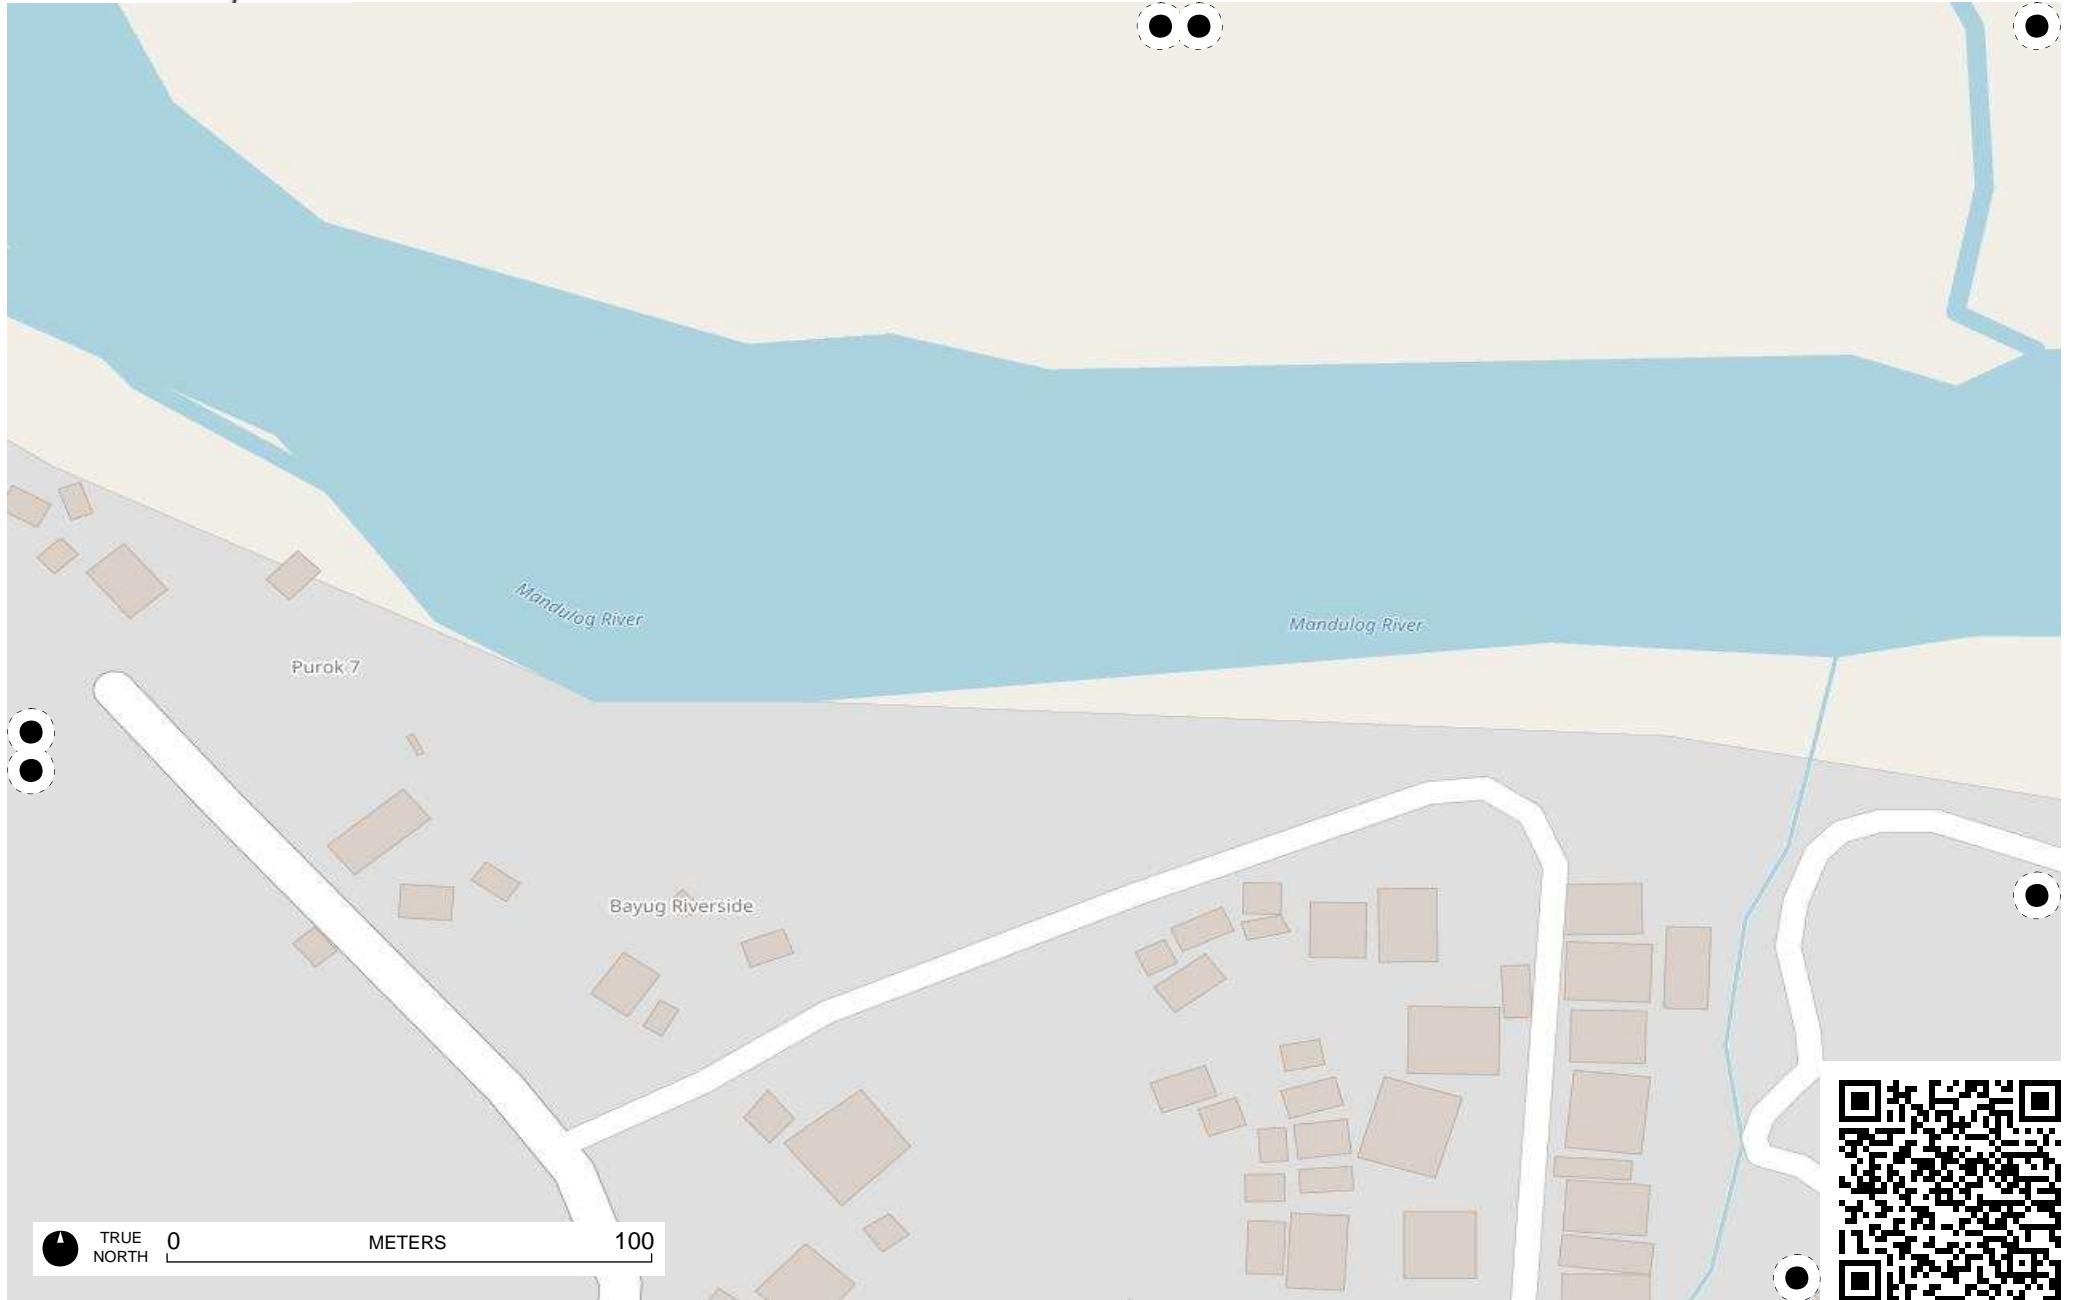 Mandulog River
Mandulog River
Purok 7
Bayug Riverside
TRUE
NORTH
0
METERS
100